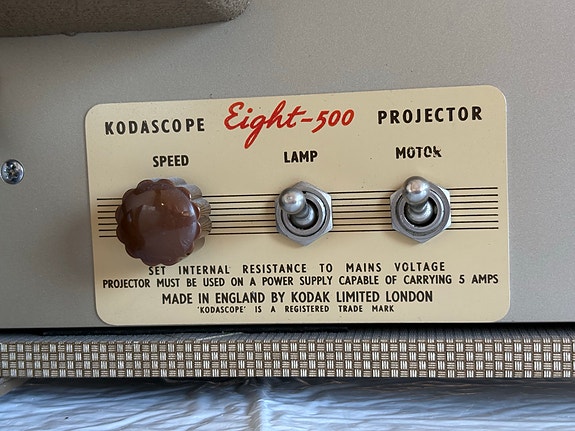 KODASCOPE Eight-500 PROJECTOR
SPEED LAMP MOTOR
SET INTERNAL RESISTANCE TO MAINS VOLTAGE
PROJECTOR MUST BE USED ON A POWER SUPPLY CAPABLE OF CARRYING 5 AMPS
MADE IN ENGLAND BY KODAK LIMITED LONDON
'KODASCOPE' IS A REGISTERED TRADE MARK